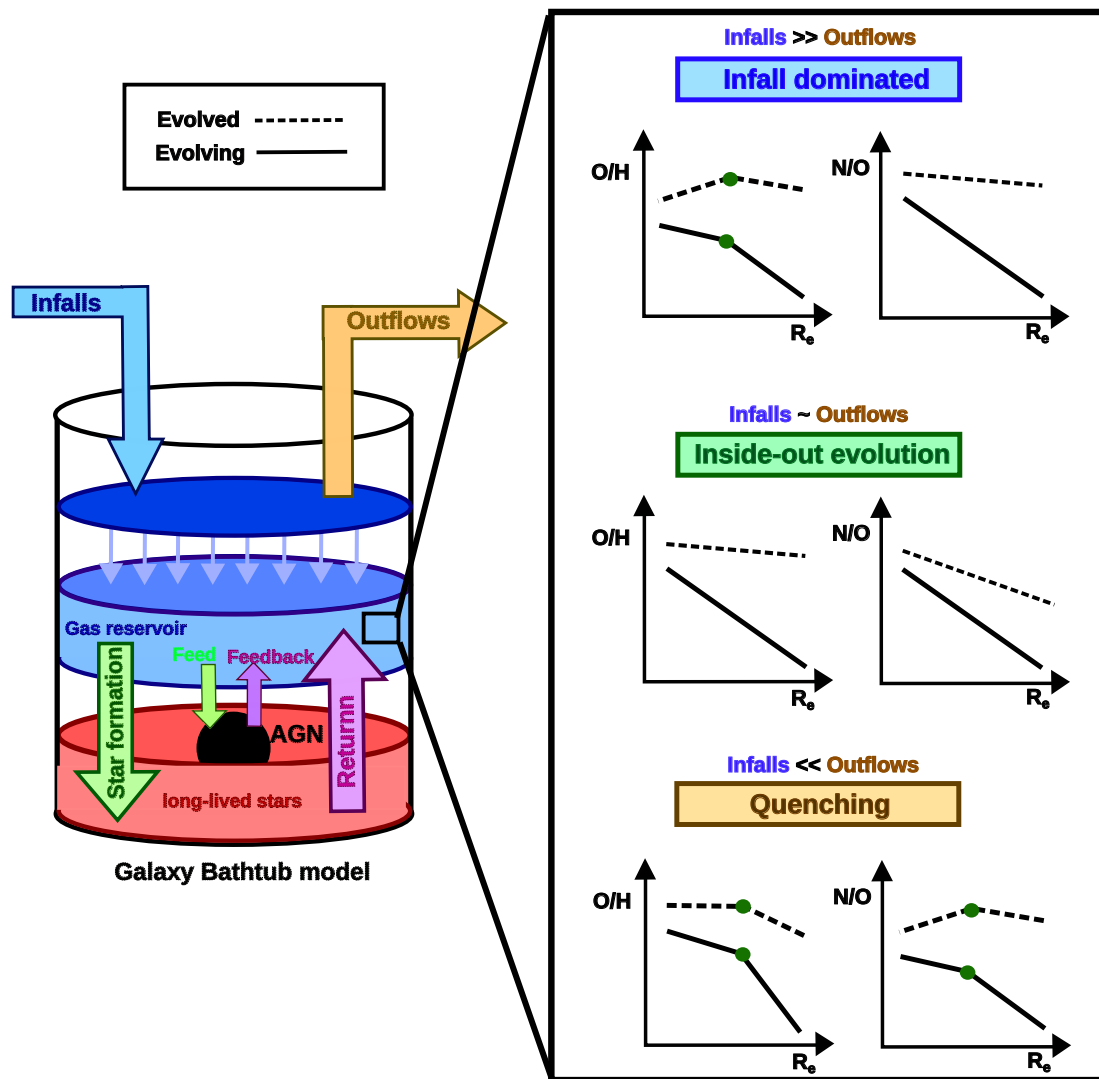 Evolved
Evolving
Infalls
Outflows
Gas reservoir
Feed
Feedback
Star formation
AGN
Returnn
long-lived stars
Galaxy Bathtub model
Infalls >> Outflows
Infall dominated
O/H
Re
N/O
Re
Infalls ~ Outflows
Inside-out evolution
O/H
Re
N/O
Re
Infalls << Outflows
Quenching
O/H
Re
N/O
Re